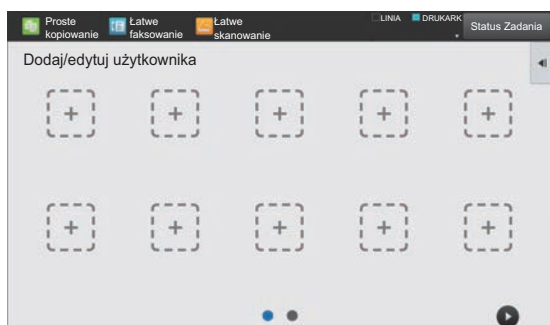 Proste
kopiowanie
Łatwe
faksowanie
Łatwe
skanowanie
LINIA
DRUKARK
Status Zadania
Dodaj/edytuj użytkownika